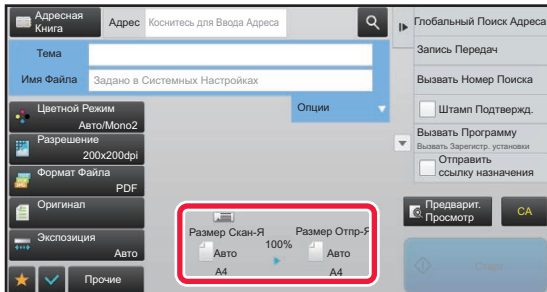 Адресная
Книга
Адрес
Коснитесь для Ввода Адреса
Тема
Имя Файла
Задано в Системных Настройках
Опции
Цветной Режим
Авто/Mono2
Разрешение
200x200dpi
Формат Файла
PDF
Оригинал
Экспозиция
Авто
Прочие
Размер Скан-Я
100%
Размер Отпр-Я
Авто
Авто
A4
A4
Глобальный Поиск Адреса
Запись Передач
Вызвать Номер Поиска
Штамп Подтвержд.
Вызвать Программу
Вызвать Зарегистр. установки
Отправить
ссылку назначения
Предварит.
Просмотр
CA
Старт